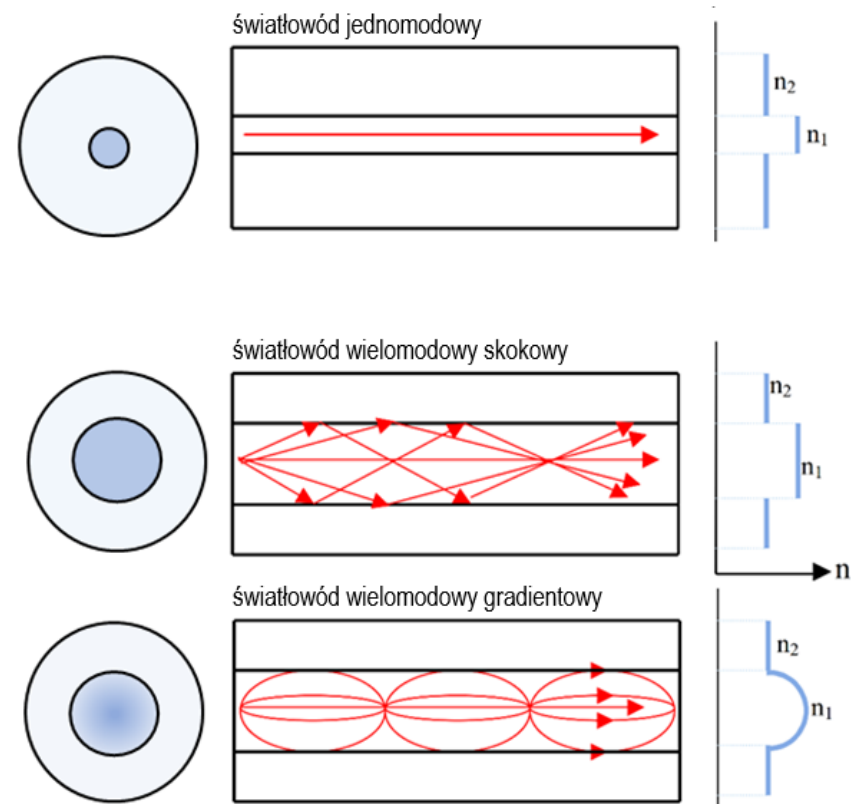 światłowód jednomodowy
n₂
n₁
światłowód wielomodowy skokowy
n₂
n₁
n
światłowód wielomodowy gradientowy
n₂
n₁